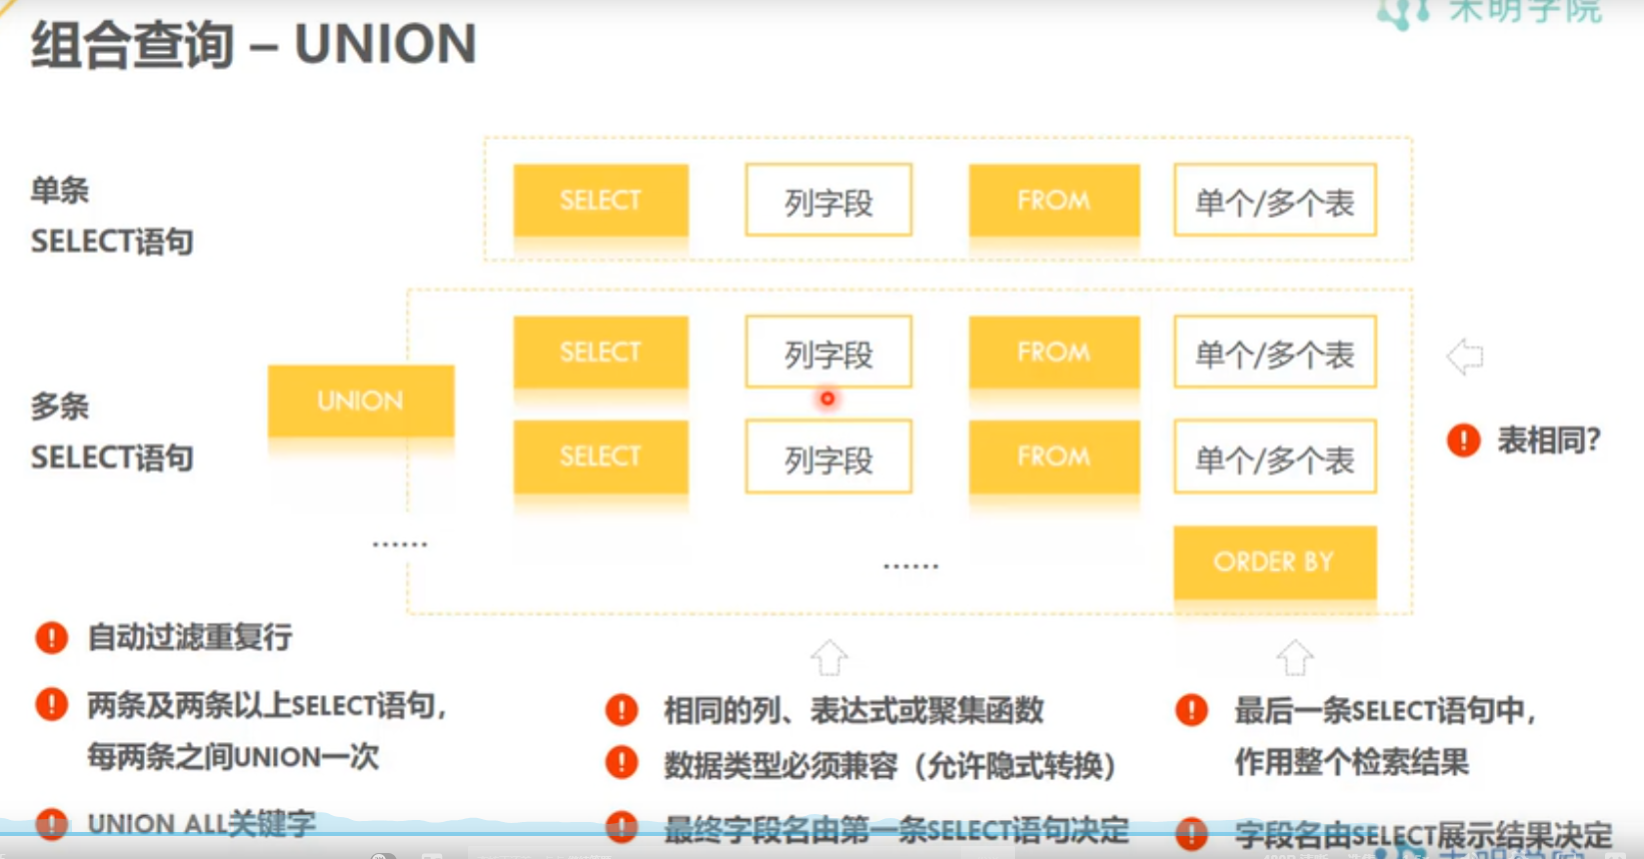 未明学院
组合查询 – UNION
单条
SELECT语句
SELECT 列字段 FROM 单个/多个表
多条
SELECT语句
UNION
SELECT 列字段 FROM 单个/多个表
SELECT 列字段 FROM 单个/多个表
表相同?
......
......
ORDER BY
自动过滤重复行
两条及两条以上SELECT语句,
每两条之间UNION一次
UNION ALL关键字
相同的列、表达式或聚集函数
数据类型必须兼容（允许隐式转换）
最终字段名由第一条SELECT语句决定
最后一条SELECT语句中,
作用整个检索结果
字段名由SELECT展示结果决定